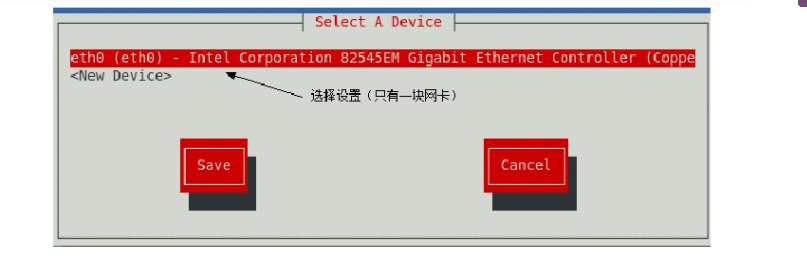 Select A Device
eth0 (eth0) - Intel Corporation 82545EM Gigabit Ethernet Controller (Coppe
<New Device>
选择设置（只有一块网卡）
Save
Cancel